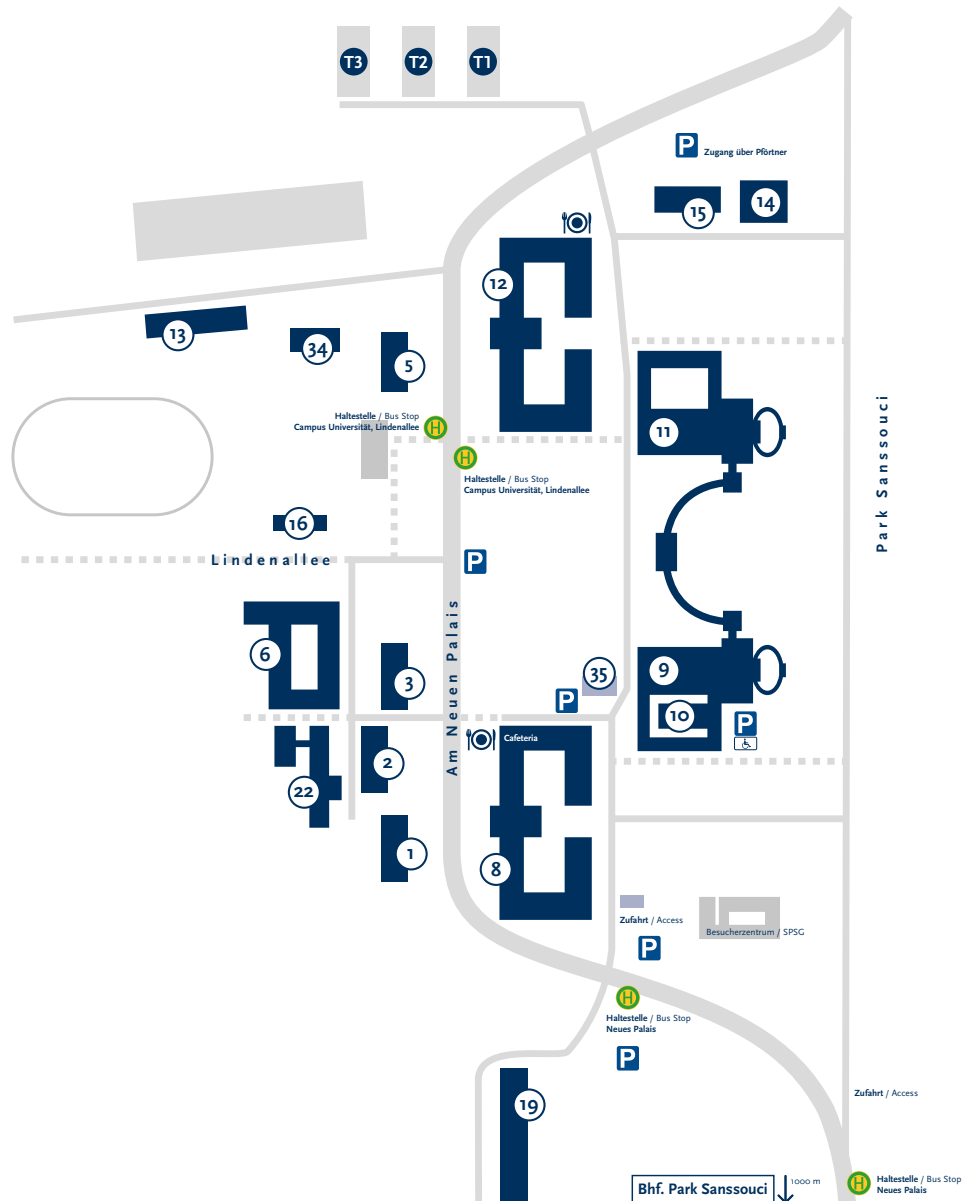 T3
T2
T1
P
Zugang über Pförtner
15
14
12
13
34
5
Haltestelle / Bus Stop
Campus Universität, Lindenallee
H
H
Haltestelle / Bus Stop
Campus Universität, Lindenallee
11
Park Sanssouci
16
Lindenallee
P
Am Neuen Palais
6
3
35
P
9
10
P
Cafeteria
2
22
1
8
Zufahrt / Access
P
Besucherzentrum / SPSG
H
Haltestelle / Bus Stop
Neues Palais
P
19
Zufahrt / Access
Bhf. Park Sanssouci
1000 m
H
Haltestelle / Bus Stop
Neues Palais